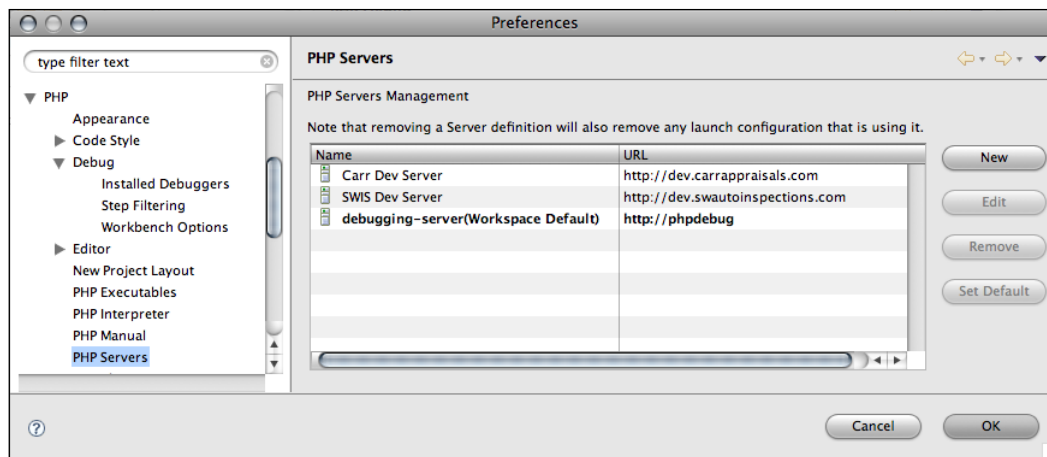 Preferences
type filter text
PHP
Appearance
Code Style
Debug
Installed Debuggers
Step Filtering
Workbench Options
Editor
New Project Layout
PHP Executables
PHP Interpreter
PHP Manual
PHP Servers
PHP Servers
PHP Servers Management
Note that removing a Server definition will also remove any launch configuration that is using it.
Name URL
Carr Dev Server http://dev.carrappraisals.com
SWIS Dev Server http://dev.swautoinspections.com
debugging-server(Workspace Default) http://phpdebug
New
Edit
Remove
Set Default
?
Cancel
OK